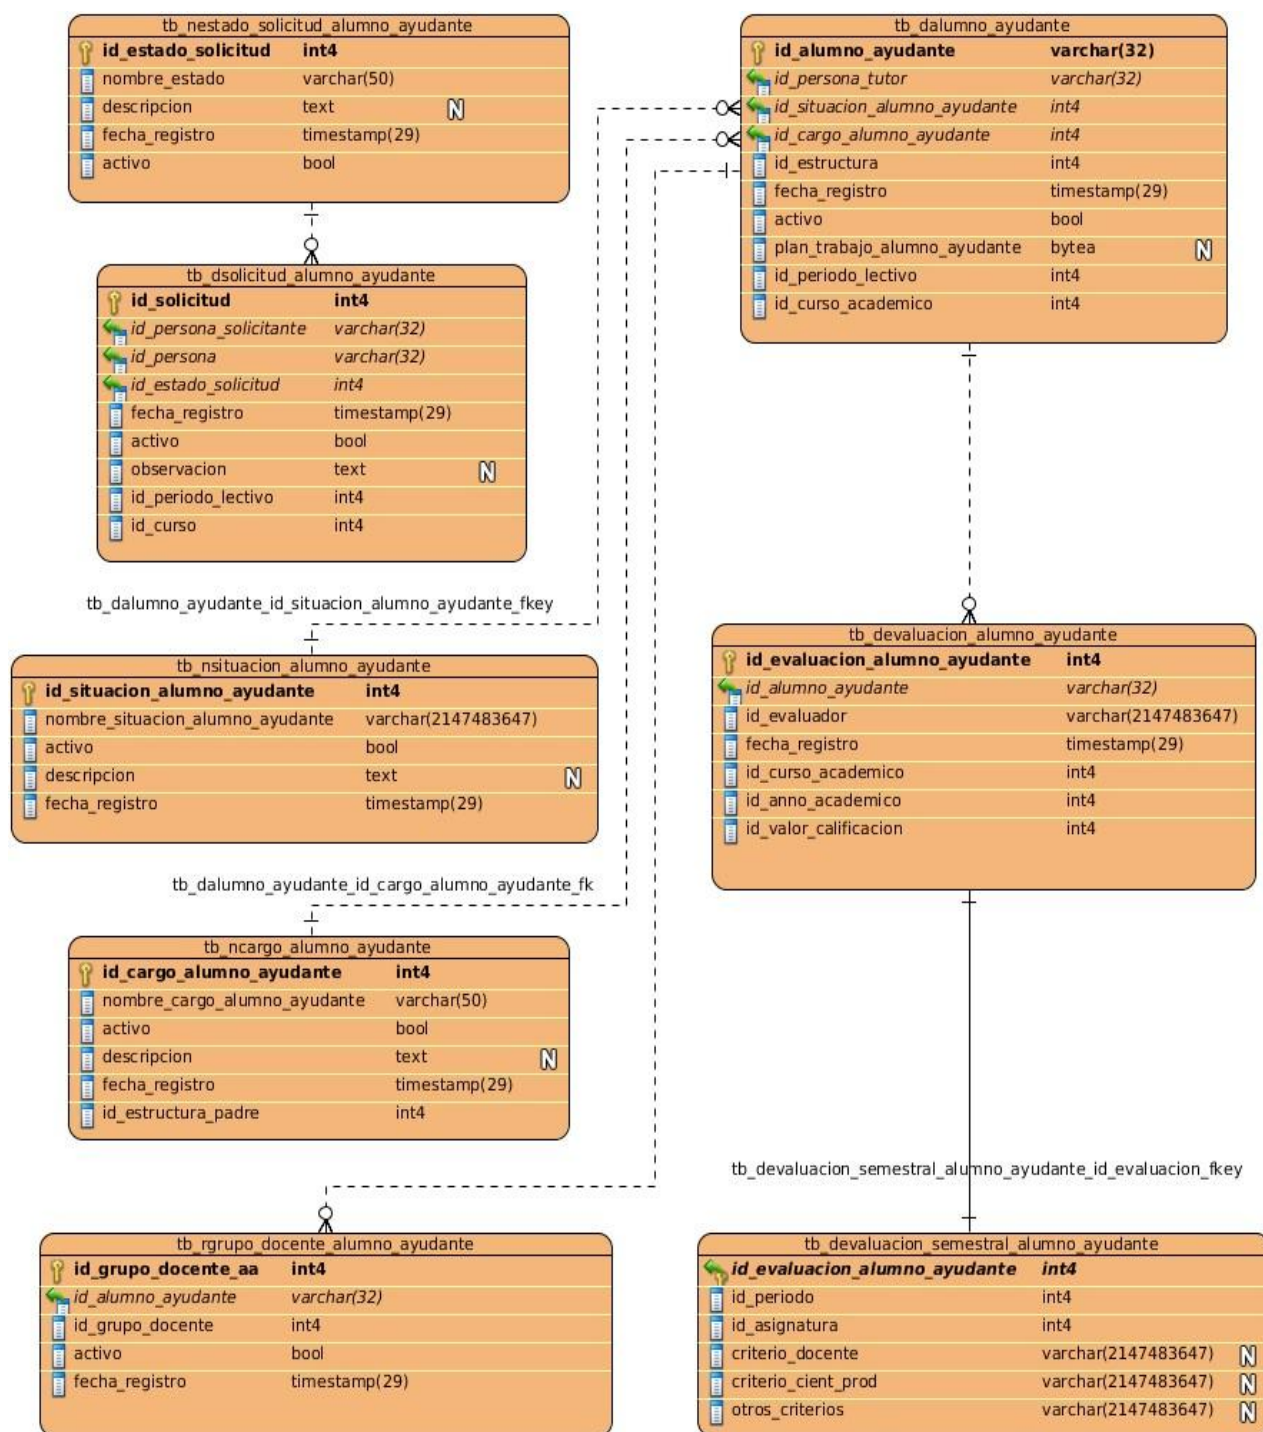 tb_nestado_solicitud_alumno_ayudante
id_estado_solicitud int4
nombre_estado varchar(50)
descripcion text N
fecha_registro timestamp(29)
activo bool
tb_dsolicitud_alumno_ayudante
id_solicitud int4
id_persona_solicitante varchar(32)
id_persona varchar(32)
id_estado_solicitud int4
fecha_registro timestamp(29)
activo bool
observacion text N
id_periodo_lectivo int4
id_curso int4
tb_dalumno_ayudante_id_situacion_alumno_ayudante_fkey
tb_nsituacion_alumno_ayudante
id_situacion_alumno_ayudante int4
nombre_situacion_alumno_ayudante varchar(2147483647)
activo bool
descripcion text N
fecha_registro timestamp(29)
tb_dalumno_ayudante_id_cargo_alumno_ayudante_fk
tb_ncargo_alumno_ayudante
id_cargo_alumno_ayudante int4
nombre_cargo_alumno_ayudante varchar(50)
activo bool
descripcion text N
fecha_registro timestamp(29)
id_estructura_padre int4
tb_rgrupo_docente_alumno_ayudante
id_grupo_docente_aa int4
id_alumno_ayudante varchar(32)
id_grupo_docente int4
activo bool
fecha_registro timestamp(29)
tb_dalumno_ayudante
id_alumno_ayudante varchar(32)
id_persona_tutor varchar(32)
id_situacion_alumno_ayudante int4
id_cargo_alumno_ayudante int4
id_estructura int4
fecha_registro timestamp(29)
activo bool
plan_trabajo_alumno_ayudante bytea N
id_periodo_lectivo int4
id_curso_academico int4
tb_devaluacion_alumno_ayudante
id_evaluacion_alumno_ayudante int4
id_alumno_ayudante varchar(32)
id_evaluador varchar(2147483647)
fecha_registro timestamp(29)
id_curso_academico int4
id_anno_academico int4
id_valor_calificacion int4
tb_devaluacion_semestral_alumno_ayudante_id_evaluacion_fkey
tb_devaluacion_semestral_alumno_ayudante
id_evaluacion_alumno_ayudante int4
id_periodo int4
id_asignatura int4
criterio_docente varchar(2147483647) N
criterio_cient_prod varchar(2147483647) N
otros_criterios varchar(2147483647) N